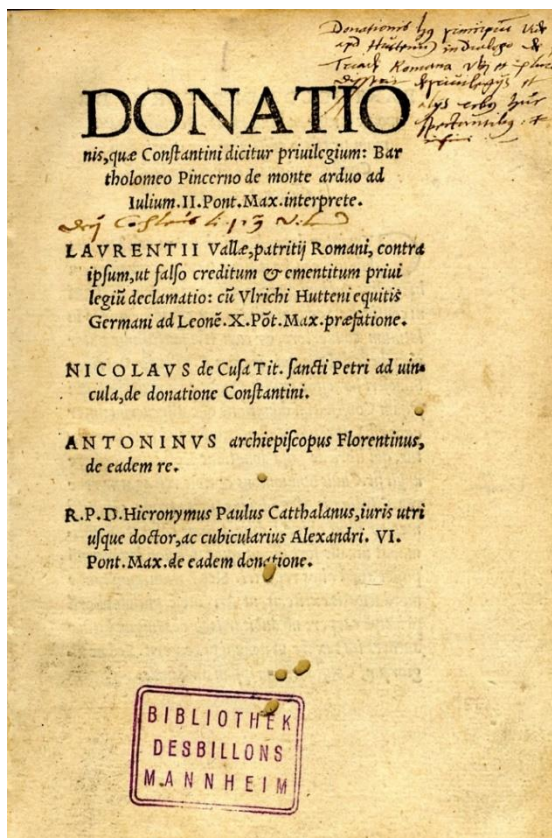 Donationis
DONATIO
nis,quæ Conſtantini dicitur priuilegium: Bar
tholomeo Pincerno de monte arduo ad
Iulium.II.Pont.Max.interprete.
LAVRENTII Vallæ,patritij Romani, contra
ipſum,ut falſo creditum & ementitum priui
legiũ declamatio: cũ Vlrichi Hutteni equitis
Germani ad Leonẽ.X.Põt.Max.præfatione.
NICOLAVS de Cuſa Tit. ſancti Petri ad uin-
cula,de donatione Conſtantini.
ANTONINVS archiepiſcopus Florentinus,
de eadem re.
R.P.D.Hieronymus Paulus Catthalanus,iuris utri
uſque doctor,ac cubicularius Alexandri. VI.
Pont.Max.de eadem donatione.
BIBLIOTHEK
DESBILLONS
MANNHEIM